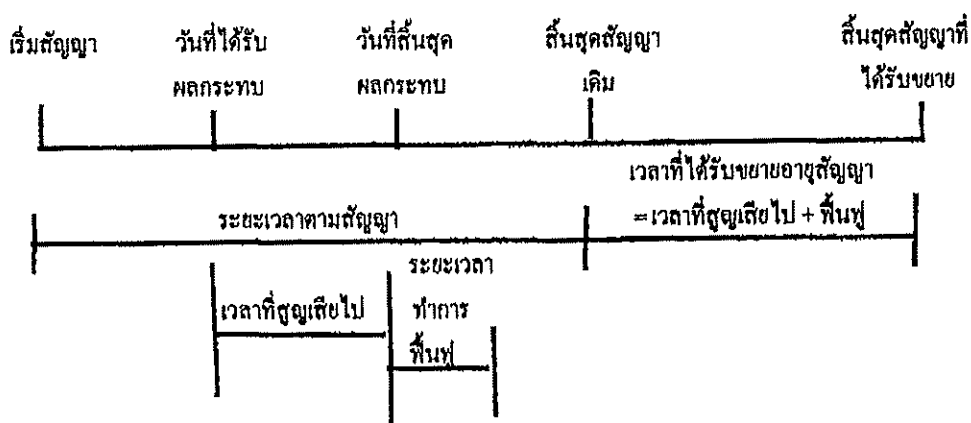 เริ่มสัญญา
วันที่ได้รับ
ผลกระทบ
วันที่สิ้นสุด
ผลกระทบ
สิ้นสุดสัญญา
เดิม
สิ้นสุดสัญญาที่
ได้รับขยาย
เวลาที่ได้รับขยายอายุสัญญา
=เวลาที่สูญเสียไป + ฟื้นฟู
ระยะเวลาตามสัญญา
เวลาที่สูญเสียไป
ระยะเวลา
ทำการ
ฟื้นฟู